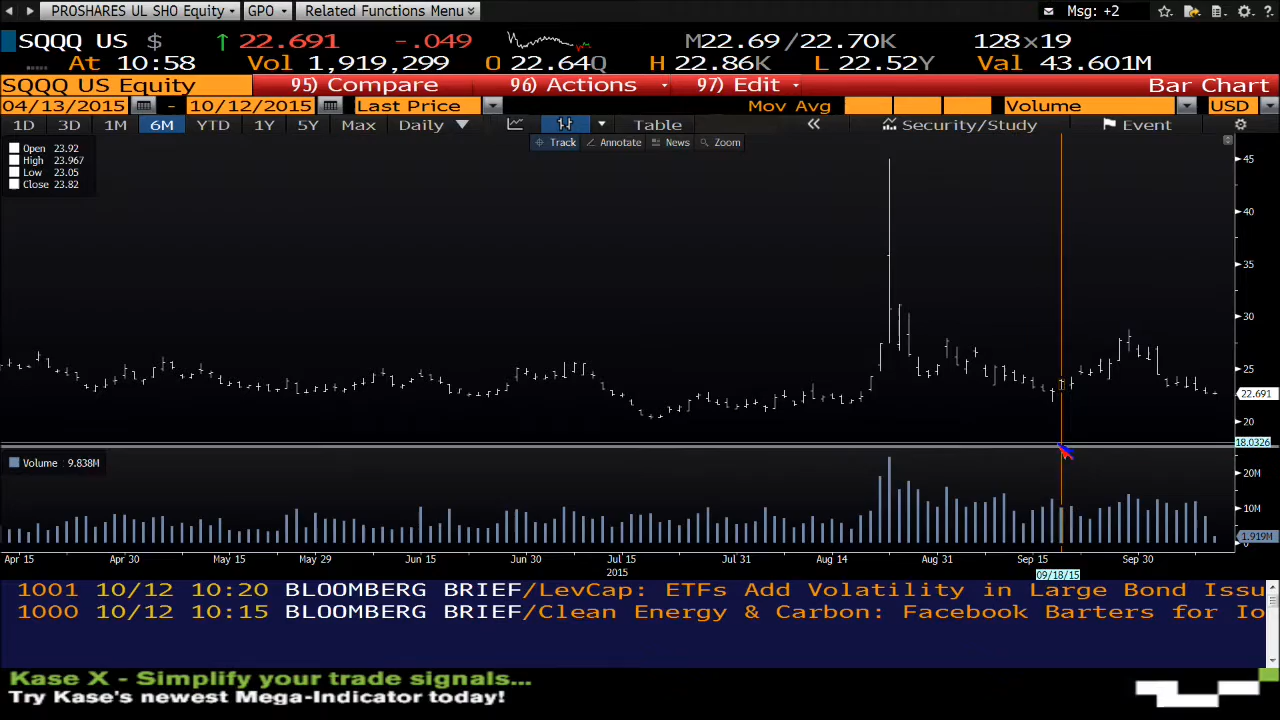 PROSHARES UL SHO Equity GPO Related Functions Menu Msg: +2
SQQQ US $ ↑ 22.691 -.049 M22.69/22.70K 128x19
At 10:58 Vol 1,919,299 O 22.64Q H 22.86K L 22.52Y Val 43.601M
SQQQ US Equity 95) Compare 96) Actions 97) Edit Bar Chart
04/13/2015 - 10/12/2015 Last Price Mov Avg Volume USD
1D 3D 1M 6M YTD 1Y 5Y Max Daily Table « Security/Study Event
Track Annotate News Zoom
Open 23.92
High 23.967
Low 23.05
Close 23.82
45
40
35
30
25
22.691
20
18.0326
Volume 9.838M
20M
10M
1.919M
0
Apr 15 Apr 30 May 15 May 29 Jun 15 Jun 30 Jul 15 Jul 31 Aug 14 Aug 31 Sep 15 Sep 30
2015 09/18/15
1001 10/12 10:20 BLOOMBERG BRIEF/LevCap: ETFs Add Volatility in Large Bond Issu
1000 10/12 10:15 BLOOMBERG BRIEF/Clean Energy & Carbon: Facebook Barters for Io
Kase X - Simplify your trade signals...
Try Kase's newest Mega-Indicator today!